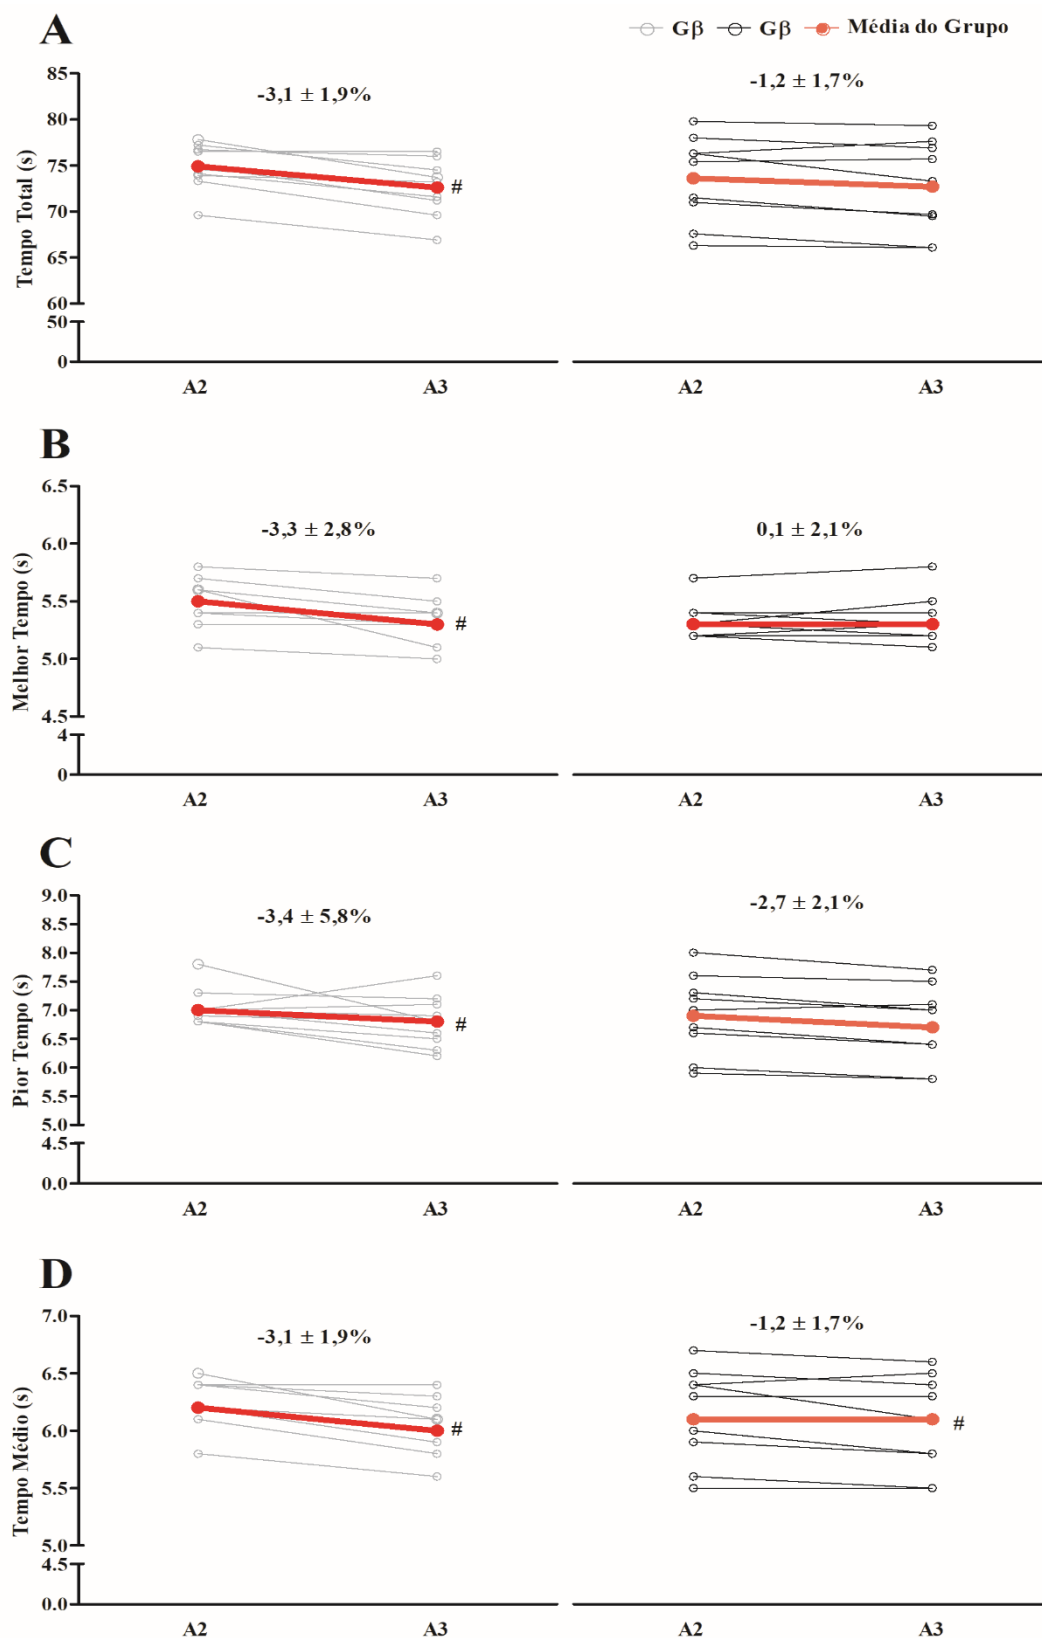 A
Gβ Gβ Média do Grupo
-3,1 ± 1,9%
-1,2 ± 1,7%
Tempo Total (s)
85
80
75
70
65
60
50
0
#
A2 A3 A2 A3
B
-3,3 ± 2,8%
0,1 ± 2,1%
Melhor Tempo (s)
6.5
6.0
5.5
5.0
4.5
4
0
#
A2 A3 A2 A3
C
-3,4 ± 5,8%
-2,7 ± 2,1%
Pior Tempo (s)
9.0
8.5
8.0
7.5
7.0
6.5
6.0
5.5
5.0
4.5
0.0
#
A2 A3 A2 A3
D
-3,1 ± 1,9%
-1,2 ± 1,7%
Tempo Médio (s)
7.0
6.5
6.0
5.5
5.0
4.5
0.0
# #
A2 A3 A2 A3